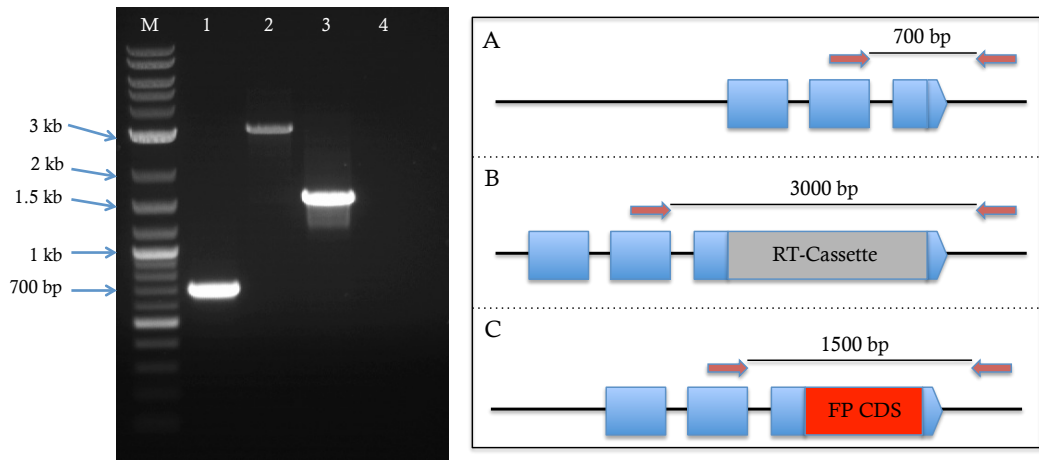 M 1 2 3 4
3 kb
2 kb
1.5 kb
1 kb
700 bp
A
700 bp
B
3000 bp
RT-Cassette
C
1500 bp
FP CDS